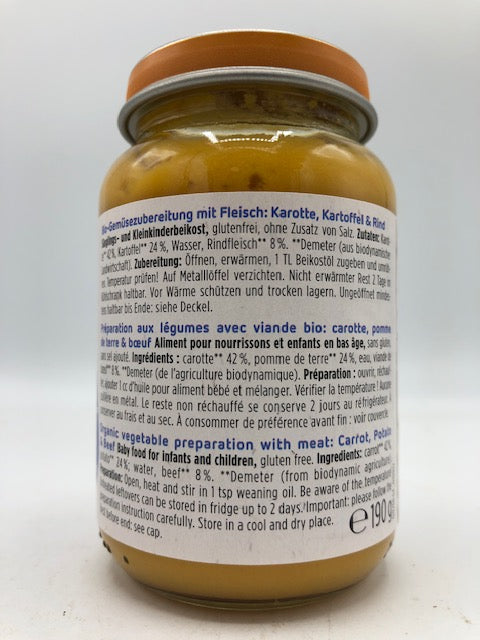 Bio-Gemüsezubereitung mit Fleisch: Karotte, Kartoffel & Rind
Säuglings- und Kleinkinderbeikost, glutenfrei, ohne Zusatz von Salz. Zutaten:
42%, Kartoffel** 24 %, Wasser, Rindfleisch** 8 %. **Demeter (aus biodynamischer
Landwirtschaft). Zubereitung: Öffnen, erwärmen, 1 TL Beikostöl zugeben und
Temperatur prüfen! Auf Metalllöffel verzichten. Nicht erwärmter Rest 2 Tage
Kühlschrank haltbar. Vor Wärme schützen und trocken lagern. Ungeöffnet
haltbar bis Ende: siehe Deckel.
Préparation aux légumes avec viande bio: carotte, pomme
de terre & bœuf Aliment pour nourrissons et enfants en bas âge, sans gluten,
sans sel ajouté. Ingrédients : carotte** 42 %, pomme de terre** 24 %, eau, viande de
8 %. **Demeter (de l'agriculture biodynamique). Préparation : ouvrir,
ajouter 1 cc d'huile pour aliment bébé et mélanger. Vérifier la température !
cuillère en métal. Le reste non réchauffé se conserve 2 jours au réfrigérateur. À
conserver au frais et au sec. À consommer de préférence avant fin : voir couvercle.
Organic vegetable preparation with meat: Carrot, Potato
& Beef Baby food for infants and children, gluten free. Ingredients: carrot** 42%,
24 %; water, beef** 8 %. **Demeter (from biodynamic agriculture)
Preparation: Open, heat and stir in 1 tsp weaning oil. Be aware of the temperature
leftovers can be stored in fridge up to 2 days. Important: please follow the
preparation instruction carefully. Store in a cool and dry place.
best before end: see cap.
℮ 190 g